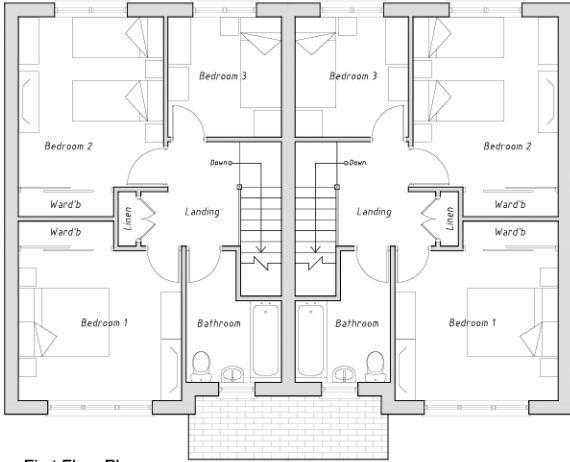 Bedroom 3
Bedroom 3
Bedroom 2
Bedroom 2
Down
Down
Ward'b
Ward'b
Linen
Landing
Landing
Linen
Ward'b
Ward'b
Bedroom 1
Bathroom
Bathroom
Bedroom 1